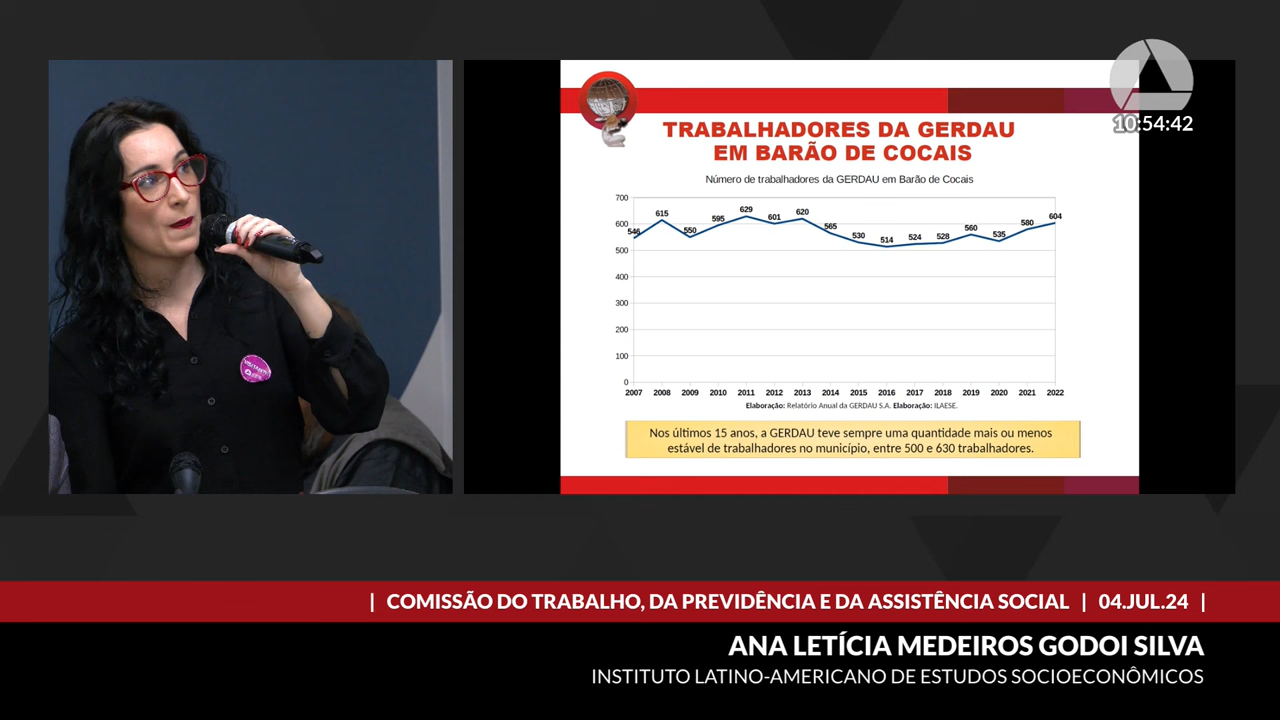 10:54:42
TRABALHADORES DA GERDAU
EM BARÃO DE COCAIS
Número de trabalhadores da GERDAU em Barão de Cocais
700
600
500
400
300
200
100
0
546
615
550
595
629
601
620
565
530
514
524
528
560
535
580
604
2007 2008 2009 2010 2011 2012 2013 2014 2015 2016 2017 2018 2019 2020 2021 2022
Elaboração: Relatório Anual da GERDAU S.A. Elaboração: ILAESE.
Nos últimos 15 anos, a GERDAU teve sempre uma quantidade mais ou menos
estável de trabalhadores no município, entre 500 e 630 trabalhadores.
VISITANTE
| COMISSÃO DO TRABALHO, DA PREVIDÊNCIA E DA ASSISTÊNCIA SOCIAL | 04.JUL.24 |
ANA LETÍCIA MEDEIROS GODOI SILVA
INSTITUTO LATINO-AMERICANO DE ESTUDOS SOCIOECONÔMICOS